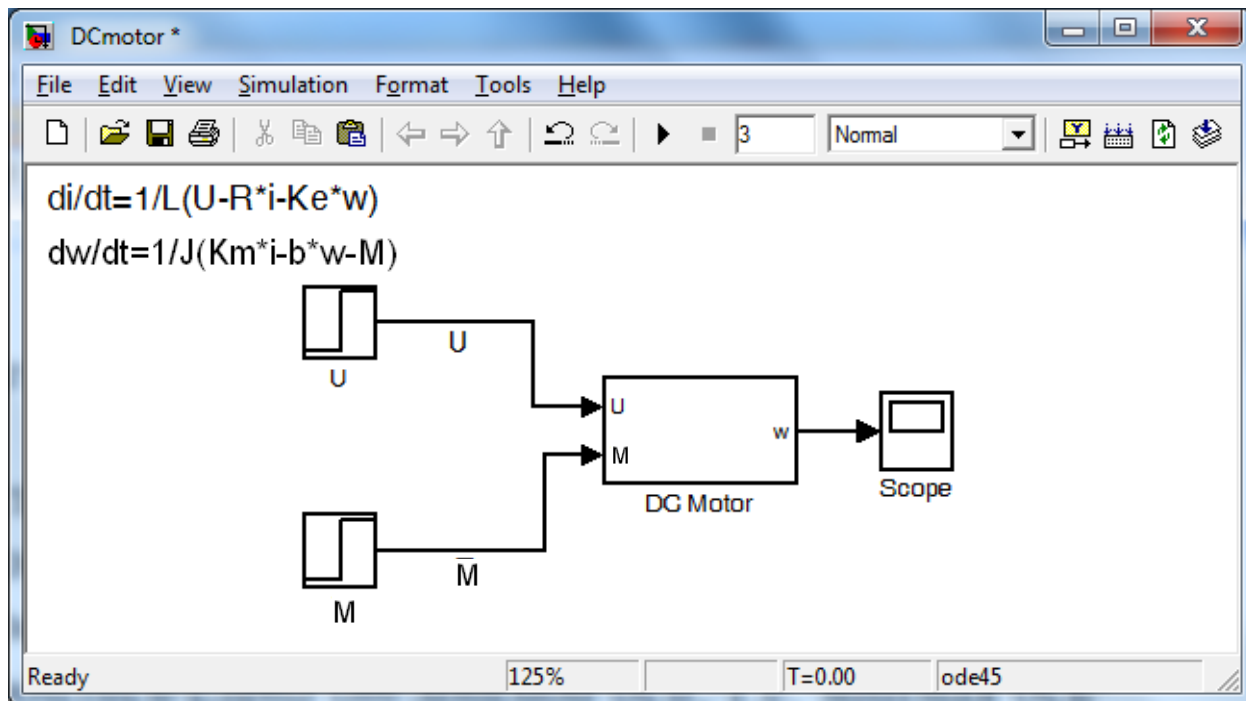 DCmotor *
File Edit View Simulation Format Tools Help
3 Normal
di/dt=1/L(U-R*i-Ke*w)
dw/dt=1/J(Km*i-b*w-M)
U
U
U
M
w
DC Motor
Scope
M̅
M
Ready 125% T=0.00 ode45